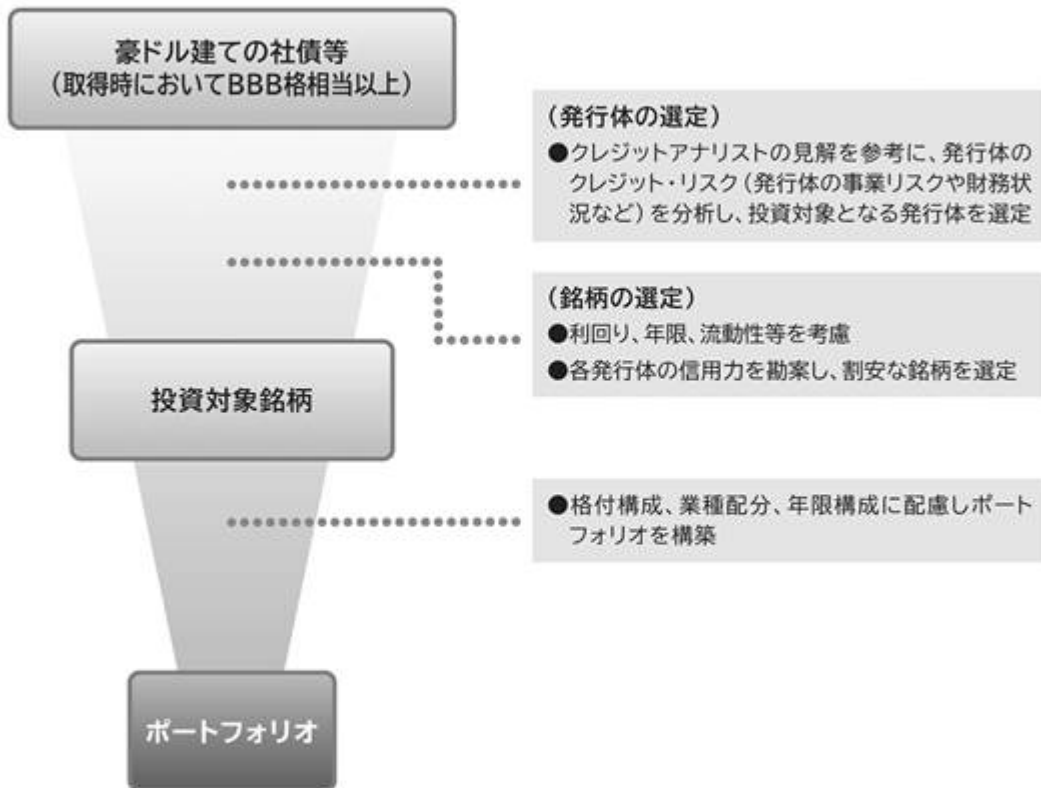 豪ドル建ての社債等
(取得時においてBBB格相当以上)
(発行体の選定)
●クレジットアナリストの見解を参考に、発行体の
クレジット・リスク(発行体の事業リスクや財務状
況など)を分析し、投資対象となる発行体を選定
(銘柄の選定)
●利回り、年限、流動性等を考慮
●各発行体の信用力を勘案し、割安な銘柄を選定
投資対象銘柄
●格付構成、業種配分、年限構成に配慮しポート
フォリオを構築
ポートフォリオ